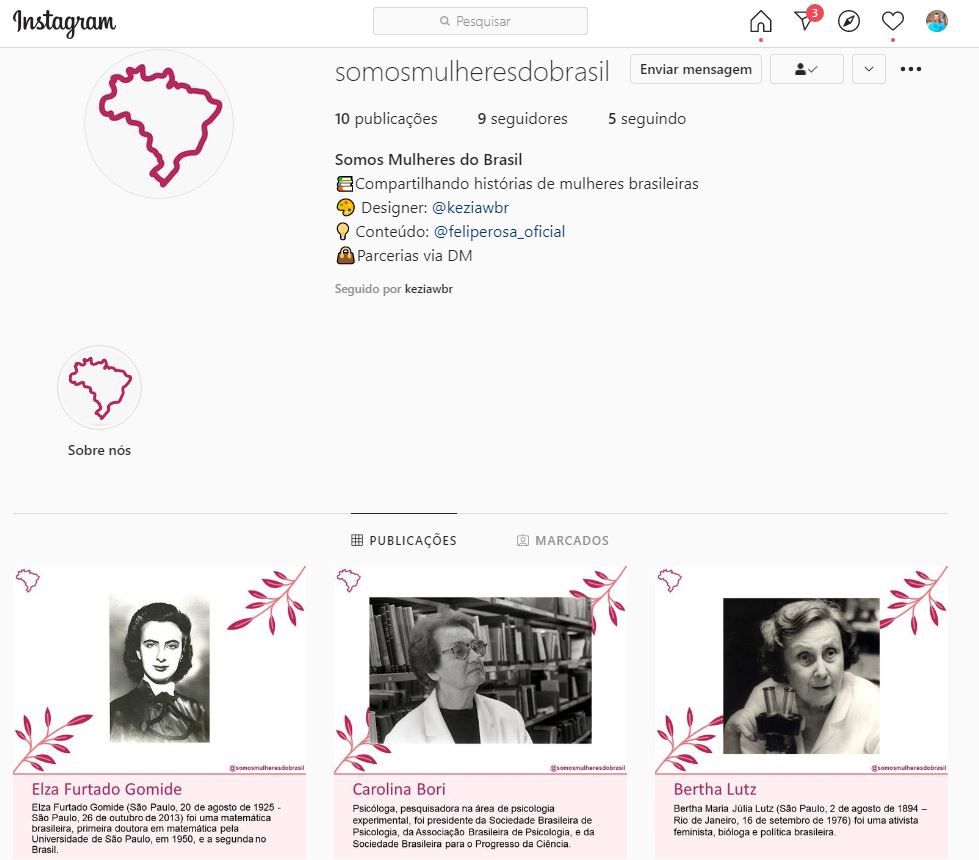 Instagram
Pesquisar
3
somosmulheresdobrasil
Enviar mensagem
10 publicações 9 seguidores 5 seguindo
Somos Mulheres do Brasil
Compartilhando histórias de mulheres brasileiras
Designer: @keziawbr
Conteúdo: @feliperosa_oficial
Parcerias via DM
Seguido por keziawbr
Sobre nós
PUBLICAÇÕES
MARCADOS
@somosmulheresdobrasil
Elza Furtado Gomide
Elza Furtado Gomide (São Paulo, 20 de agosto de 1925 -
São Paulo, 26 de outubro de 2013) foi uma matemática
brasileira, primeira doutora em matemática pela
Universidade de São Paulo, em 1950, e a segunda no
Brasil.
@somosmulheresdobrasil
Carolina Bori
Psicóloga, pesquisadora na área de psicologia
experimental, foi presidente da Sociedade Brasileira de
Psicologia, da Associação Brasileira de Psicologia, e da
Sociedade Brasileira para o Progresso da Ciência.
@somosmulheresdobrasil
Bertha Lutz
Bertha Maria Júlia Lutz (São Paulo, 2 de agosto de 1894 –
Rio de Janeiro, 16 de setembro de 1976) foi uma ativista
feminista, bióloga e política brasileira.